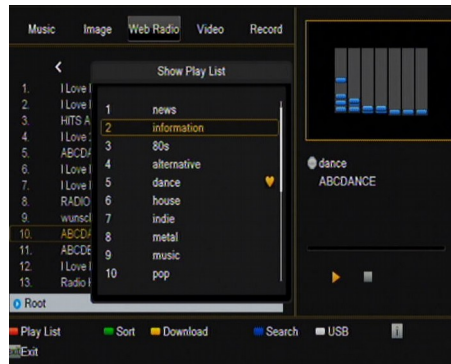 Music Image Web Radio Video Record
Show Play List
1. I Love
2. I Love
3. HITS A
4. I Love
5.
6. I Love
7. I Love
8. RADIO
9. wunscl
10.
11. ABCDE
12. I Love
13. Radio
1 news
2 information
3 80s
4 alternative
5 dance
6 house
7 indie
8 metal
9 music
10 pop
dance
ABCDANCE
Root
Play List Sort Download Search USB i
Exit